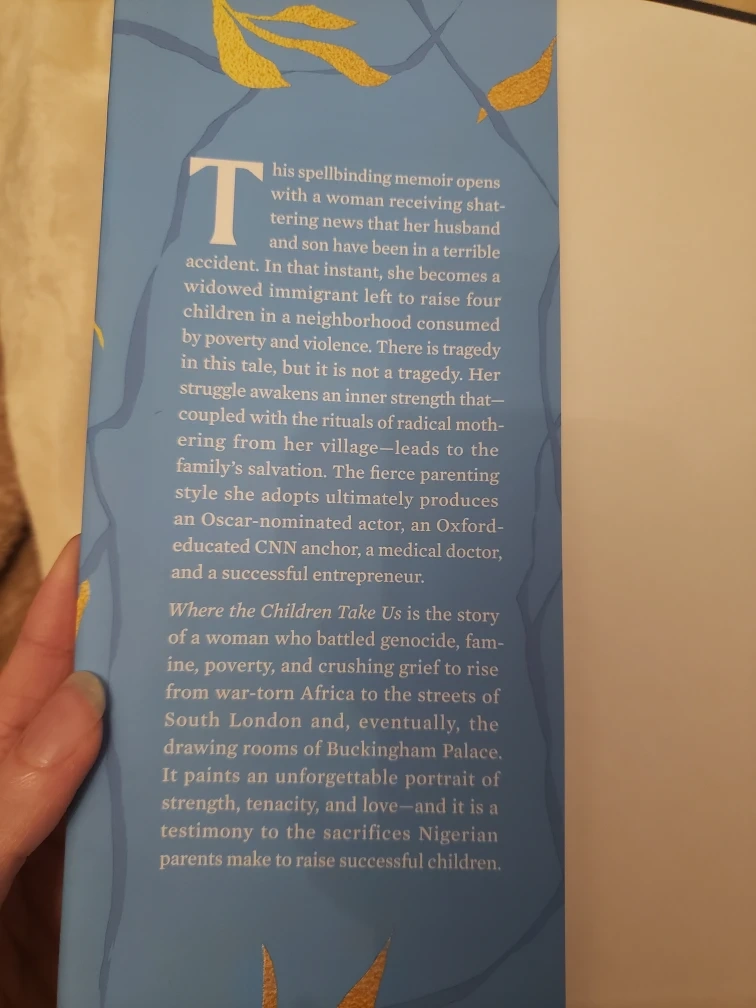 This spellbinding memoir opens
with a woman receiving shat-
tering news that her husband
and son have been in a terrible
accident. In that instant, she becomes a
widowed immigrant left to raise four
children in a neighborhood consumed
by poverty and violence. There is tragedy
in this tale, but it is not a tragedy. Her
struggle awakens an inner strength that—
coupled with the rituals of radical moth-
ering from her village—leads to the
family's salvation. The fierce parenting
style she adopts ultimately produces
an Oscar-nominated actor, an Oxford-
educated CNN anchor, a medical doctor,
and a successful entrepreneur.
Where the Children Take Us is the story
of a woman who battled genocide, fam-
ine, poverty, and crushing grief to rise
from war-torn Africa to the streets of
South London and, eventually, the
drawing rooms of Buckingham Palace.
It paints an unforgettable portrait of
strength, tenacity, and love—and it is a
testimony to the sacrifices Nigerian
parents make to raise successful children.